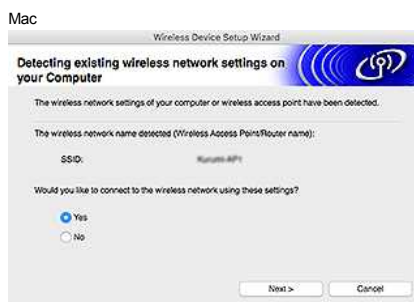 Mac
Wireless Device Setup Wizard
Detecting existing wireless network settings on
your Computer
The wireless network settings of your computer or wireless access point have been detected.
The wireless network name detected (Wireless Access Point/Router name):
SSID:
Would you like to connect to the wireless network using these settings?
Yes
No
Next >
Cancel